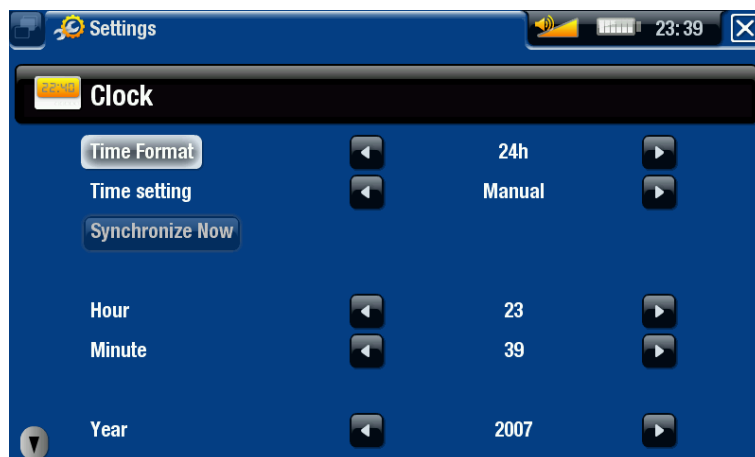 Settings 23:39
22:40
Clock
Time Format 24h
Time setting Manual
Synchronize Now
Hour 23
Minute 39
Year 2007